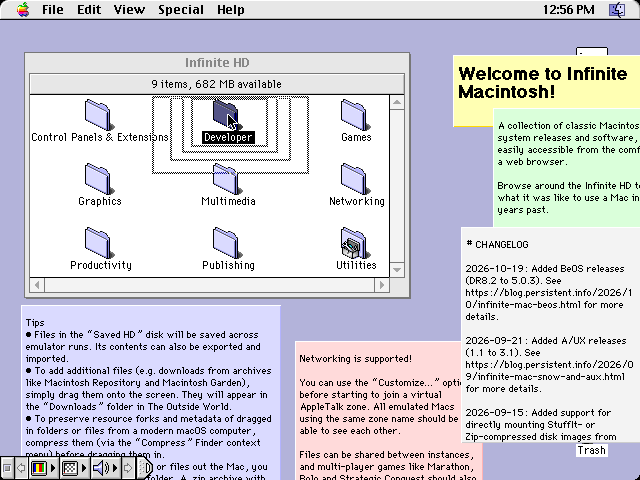 File Edit View Special Help 12:56 PM
Infinite HD
9 items, 682 MB available
Control Panels & Extensions
Developer
Games
Graphics
Multimedia
Networking
Productivity
Publishing
Utilities
Welcome to Infinite
Macintosh!
A collection of classic Macintos
system releases and software,
easily accessible from the comf
a web browser.
Browse around the Infinite HD to
what it was like to use a Mac in
years past.
# CHANGELOG
2026-10-19: Added BeOS releases
(DR8.2 to 5.0.3). See
https://blog.persistent.info/2026/1
0/infinite-mac-beos.html for more
details.
2026-09-21: Added A/UX releases
(1.1 to 3.1). See
https://blog.persistent.info/2026/0
9/infinite-mac-snow-and-aux.html
for more details.
2026-09-15: Added support for
directly mounting StuffIt- or
Zip-compressed disk images from
Trash
Tips
● Files in the "Saved HD" disk will be saved across
emulator runs. Its contents can also be exported and
imported.
● To add additional files (e.g. downloads from archives
like Macintosh Repository and Macintosh Garden),
simply drag them onto the screen. They will appear
in the "Downloads" folder in The Outside World.
● To preserve resource forks and metadata of dragged
in folders or files from a modern macOS computer,
compress them (via the "Compress" Finder context
menu) before dragging them in.
or files out the Mac, you
folder. A .zip archive with
Networking is supported!
You can use the "Customize..." optio
before starting to join a virtual
AppleTalk zone. All emulated Macs
using the same zone name should be
able to see each other.
Files can be shared between instances,
and multi-player games like Marathon,
Bolo and Strategic Conquest should also